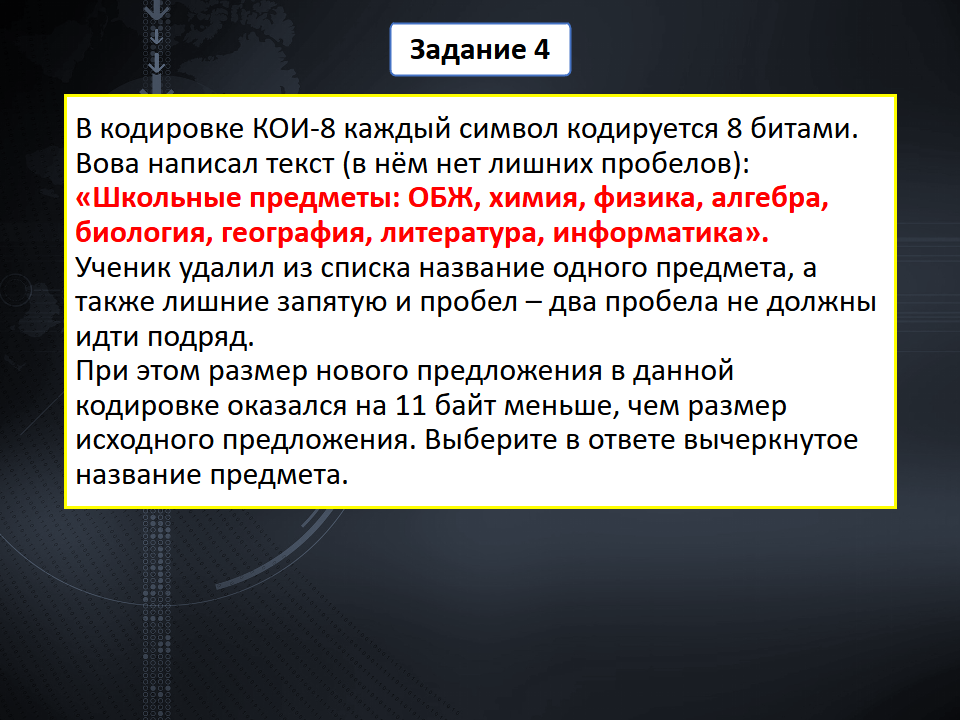 Задание 4
В кодировке КОИ-8 каждый символ кодируется 8 битами.
Вова написал текст (в нём нет лишних пробелов):
«Школьные предметы: ОБЖ, химия, физика, алгебра,
биология, география, литература, информатика».
Ученик удалил из списка название одного предмета, а
также лишние запятую и пробел – два пробела не должны
идти подряд.
При этом размер нового предложения в данной
кодировке оказался на 11 байт меньше, чем размер
исходного предложения. Выберите в ответе вычеркнутое
название предмета.